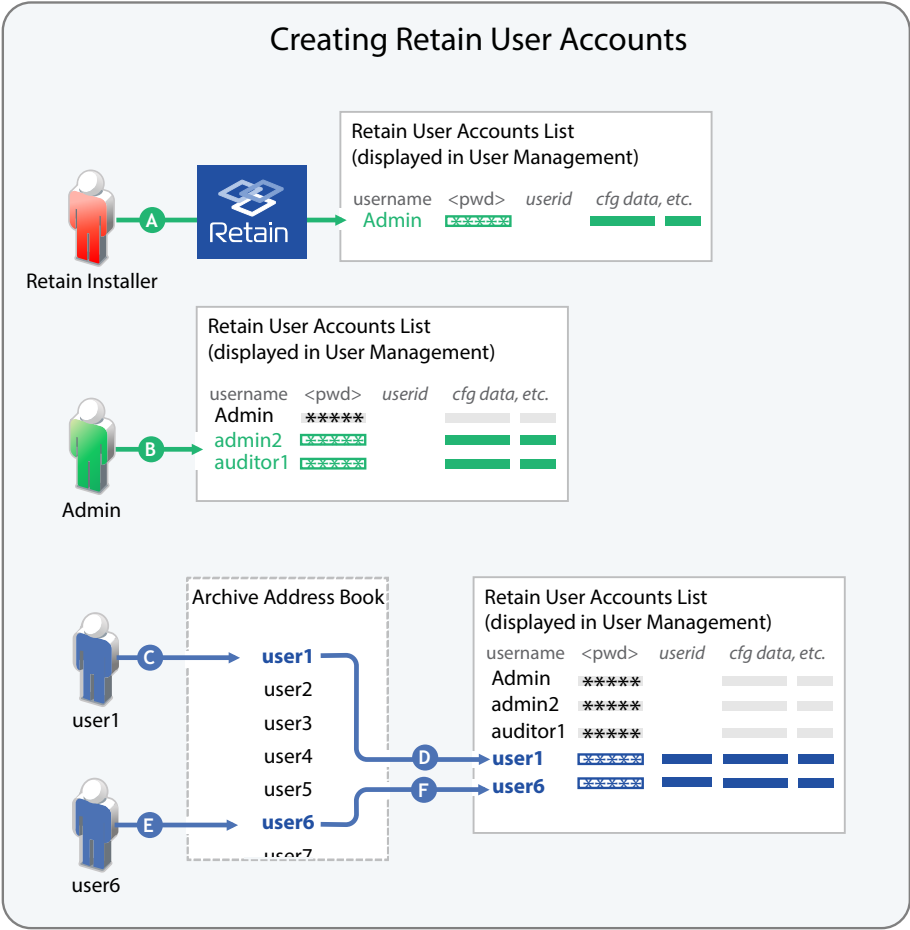 Creating Retain User Accounts
Retain User Accounts List
(displayed in User Management)
username <pwd> userid cfg data, etc.
Admin *****
A
Retain
Retain Installer
Retain User Accounts List
(displayed in User Management)
username <pwd> userid cfg data, etc.
Admin *****
admin2 *****
auditor1 *****
B
Admin
Archive Address Book
user1
user2
user3
user4
user5
user6
user7
C
user1
E
user6
D
F
Retain User Accounts List
(displayed in User Management)
username <pwd> userid cfg data, etc.
Admin *****
admin2 *****
auditor1 *****
user1 *****
user6 *****